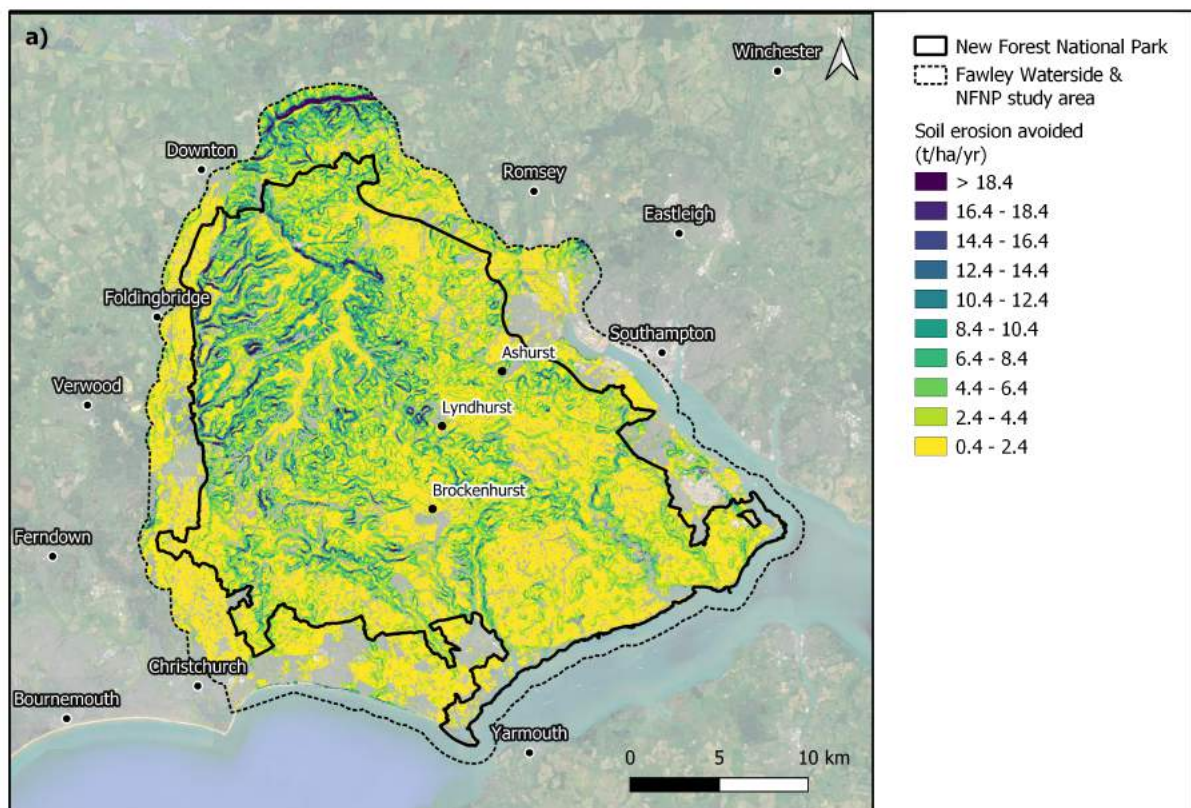 a)
N
Winchester
Downton
Romsey
Eastleigh
Foldingbridge
Southampton
Ashurst
Verwood
Lyndhurst
Brockenhurst
Ferndown
Christchurch
Bournemouth
Yarmouth
0 5 10 km
New Forest National Park
Fawley Waterside &
NFNP study area
Soil erosion avoided
(t/ha/yr)
> 18.4
16.4 - 18.4
14.4 - 16.4
12.4 - 14.4
10.4 - 12.4
8.4 - 10.4
6.4 - 8.4
4.4 - 6.4
2.4 - 4.4
0.4 - 2.4